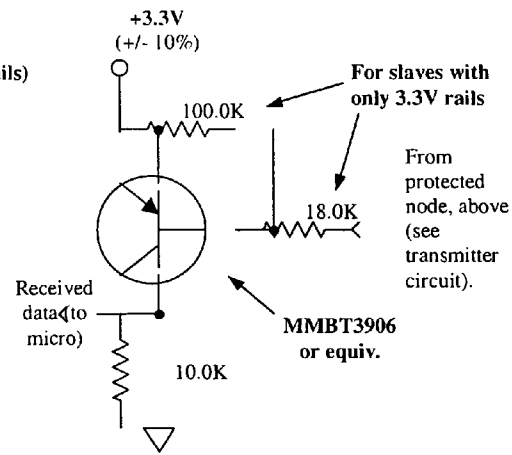 +3.3V
(+/- 10%)
ils)
For slaves with
only 3.3V rails
100.0K
From
protected
node, above
(see
transmitter
circuit).
18.0K
Received
data (to
micro)
MMBT3906
or equiv.
10.0K